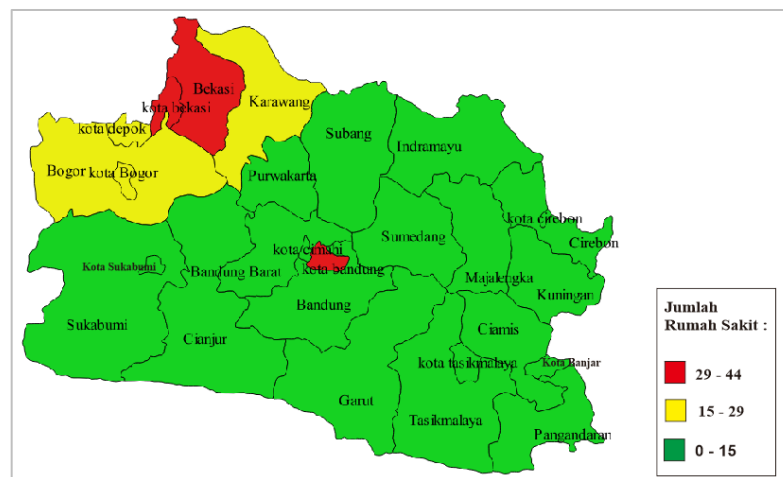 Bekasi
kota bekasi
Karawang
kota depok
Subang
Indramayu
Bogor
kota Bogor
Purwakarta
kota cirebon
Cirebon
Sumedang
kota cimahi
Kota Sukabumi
Bandung Barat
kota bandung
Majalengka
Kuningan
Bandung
Sukabumi
Cianjur
Ciamis
kota tasikmalaya
Kota Banjar
Garut
Tasikmalaya
Pangandaran
Jumlah
Rumah Sakit :
29 - 44
15 - 29
0 - 15